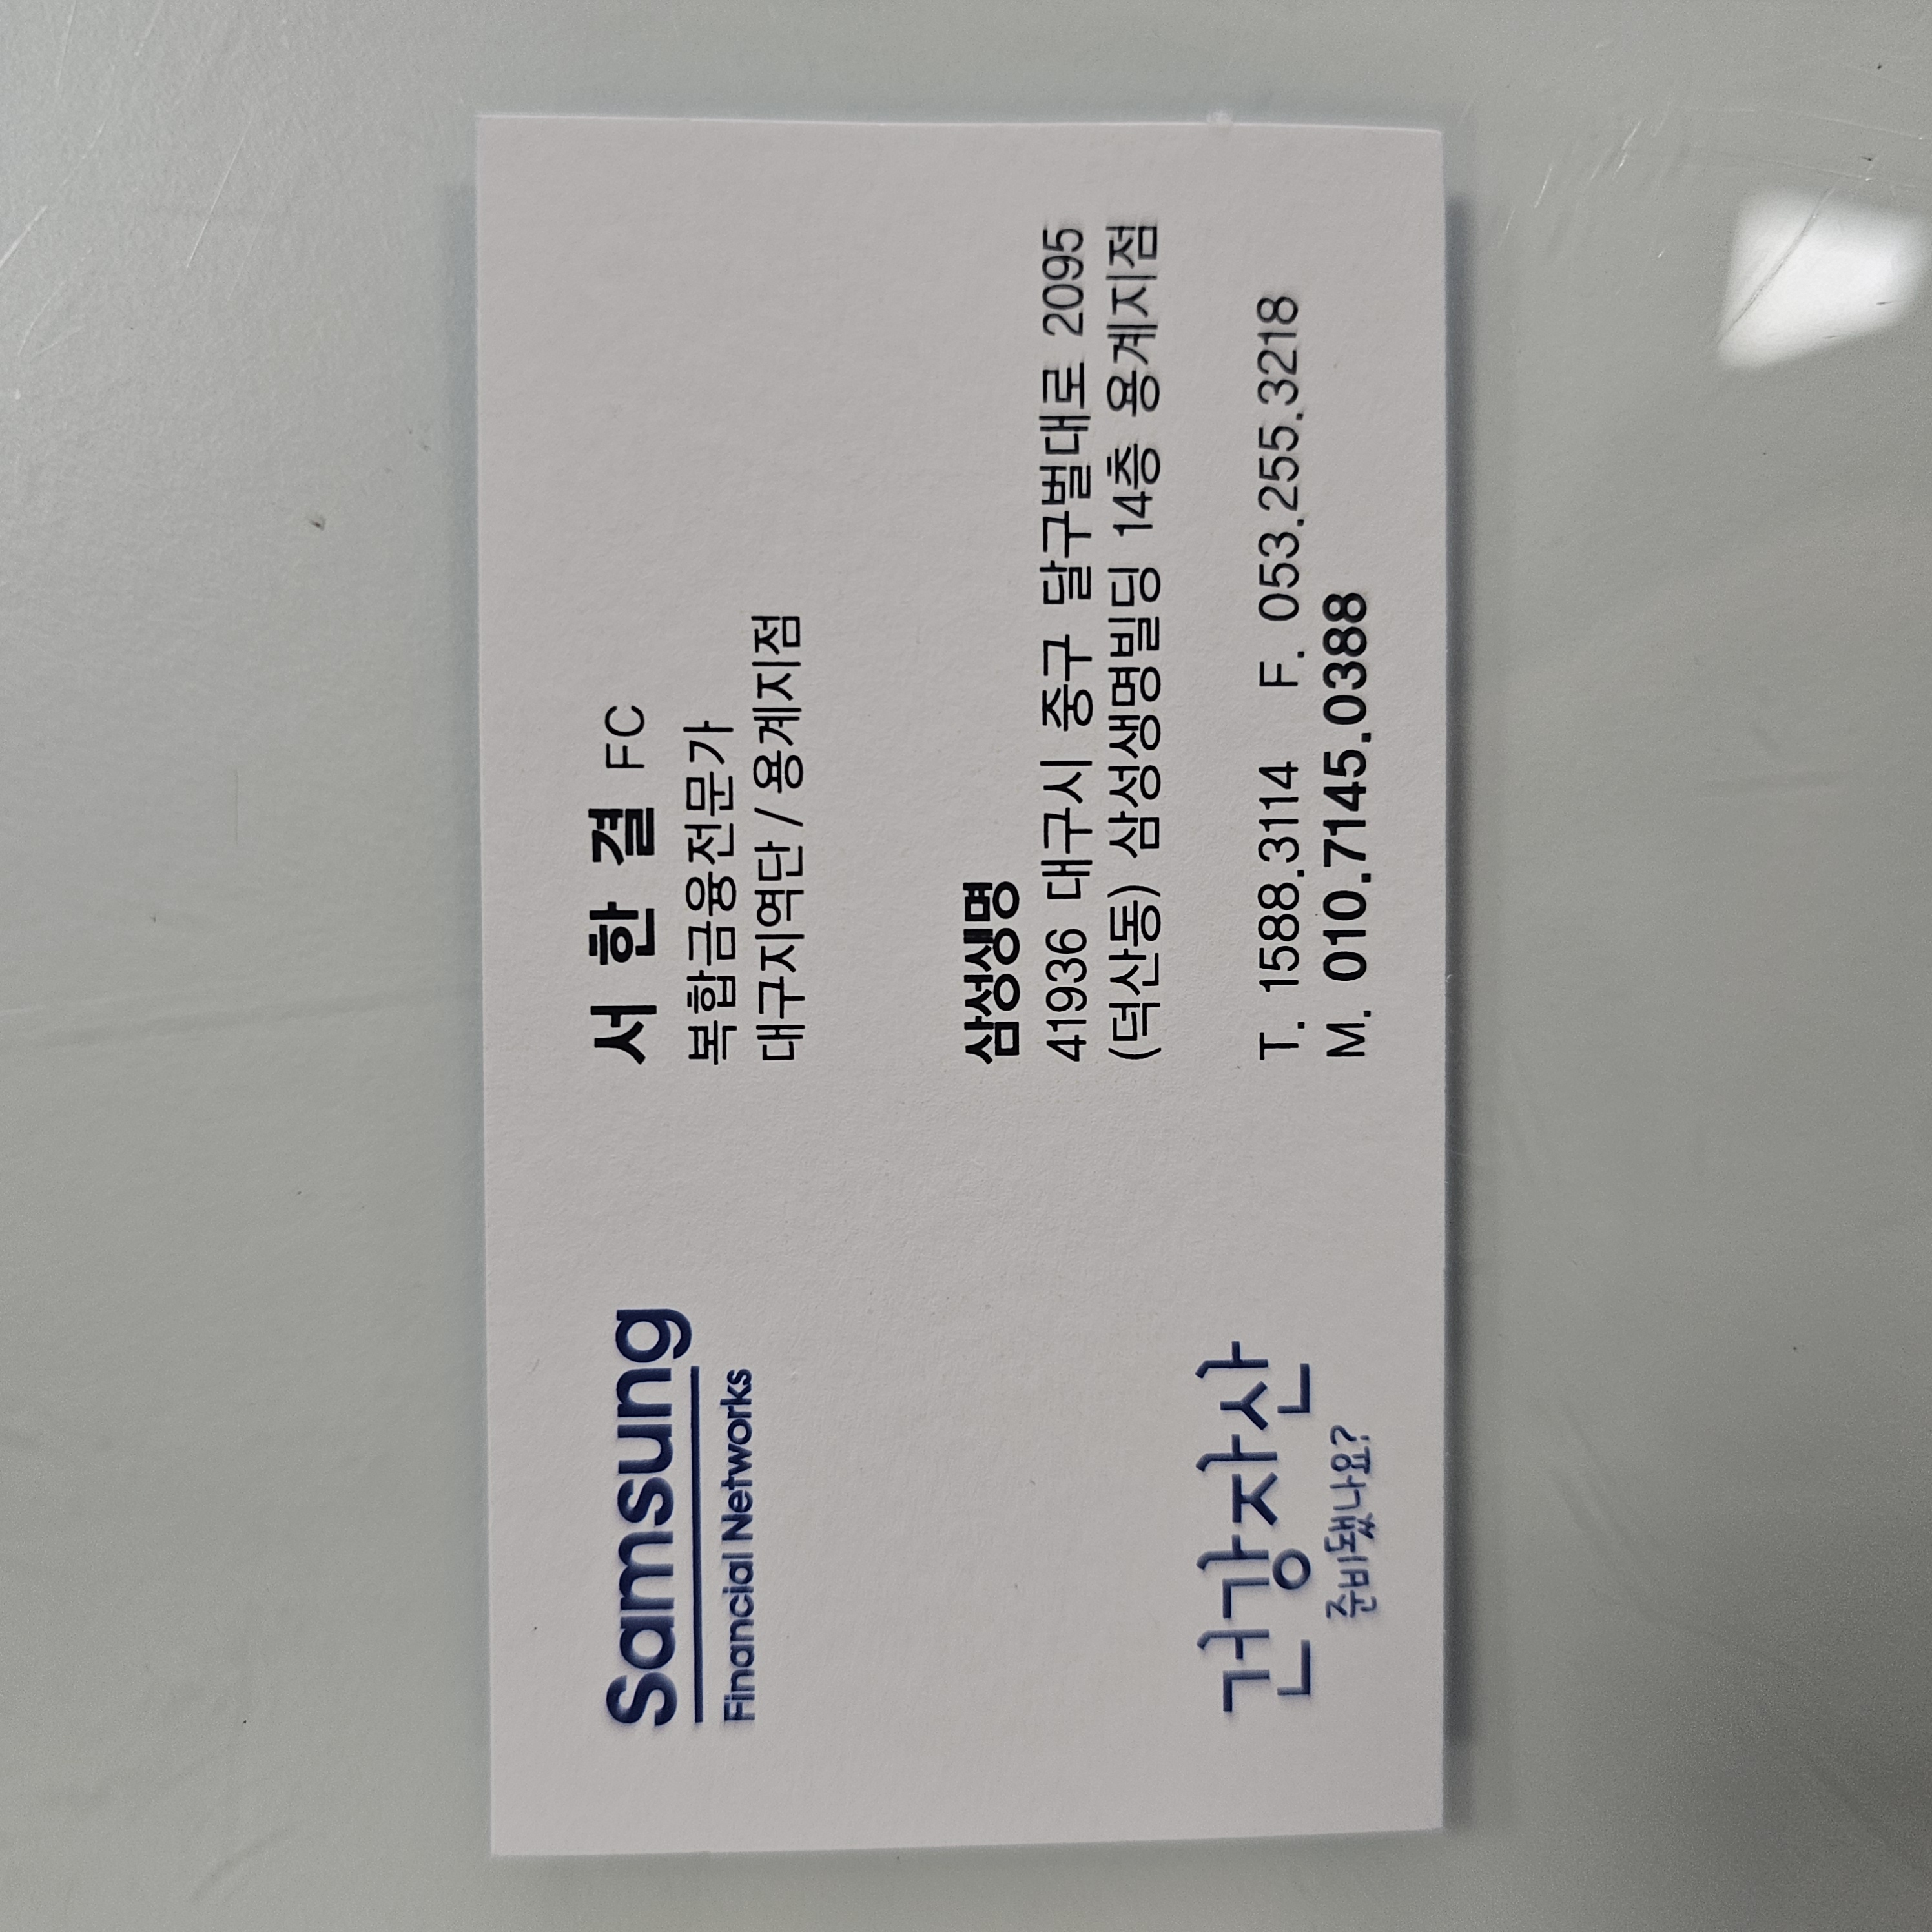 Samsung
Financial Networks
서 한 결 FC
복합금융전문가
대구지역단 / 용계지점
삼성생명
41936 대구시 중구 달구벌대로 2095
(덕산동) 삼성생명빌딩 14층 용계지점
T. 1588.3114 F. 053.255.3218
M. 010.7145.0388
건강자산
준비됐나요?